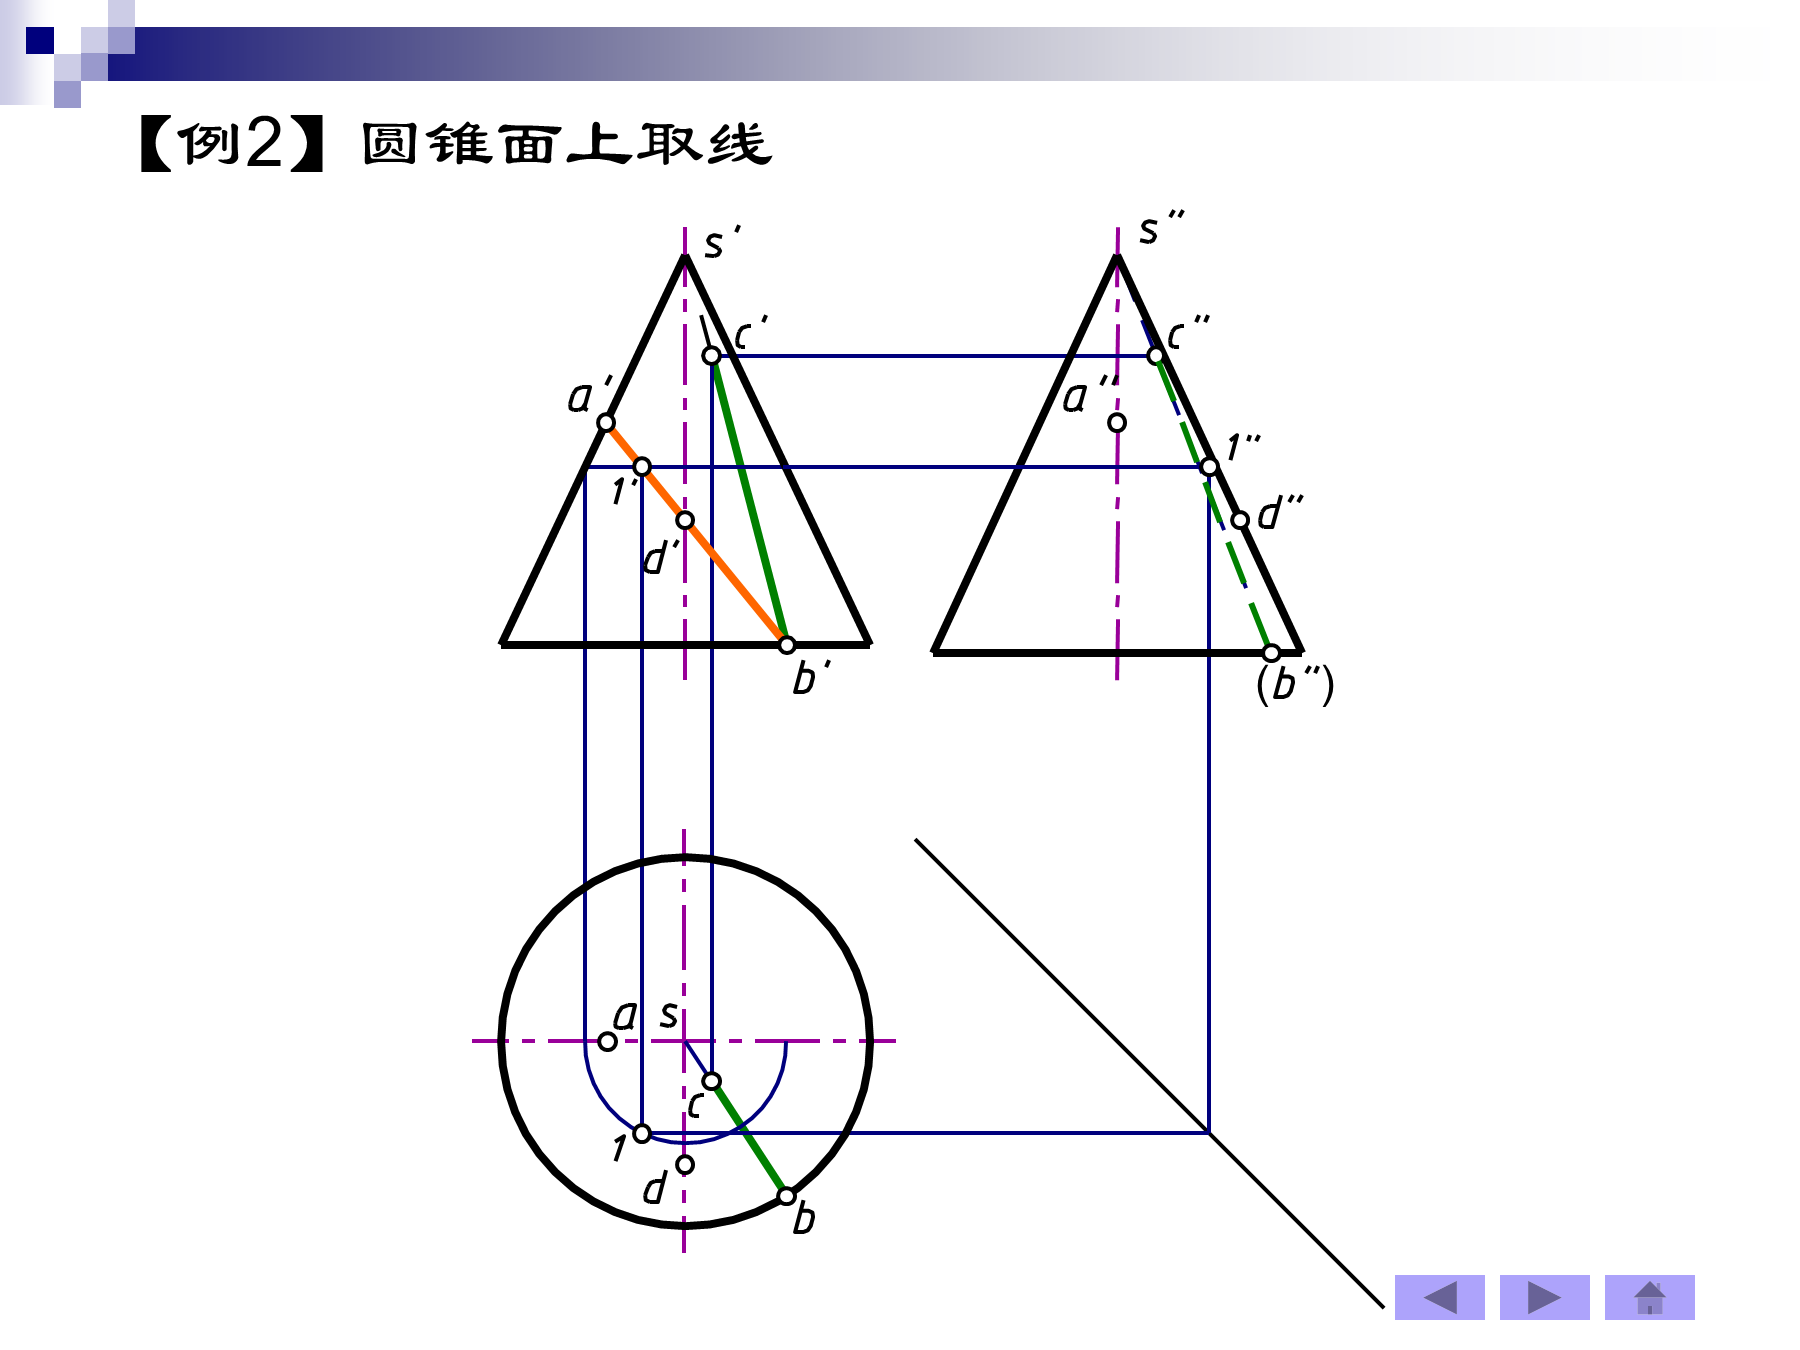 【例2】圆锥面上取线
s′ s″
c′ c″
a′ a″
1′ 1″
d′ d″
b′ (b″)
a s
c
1
d
b